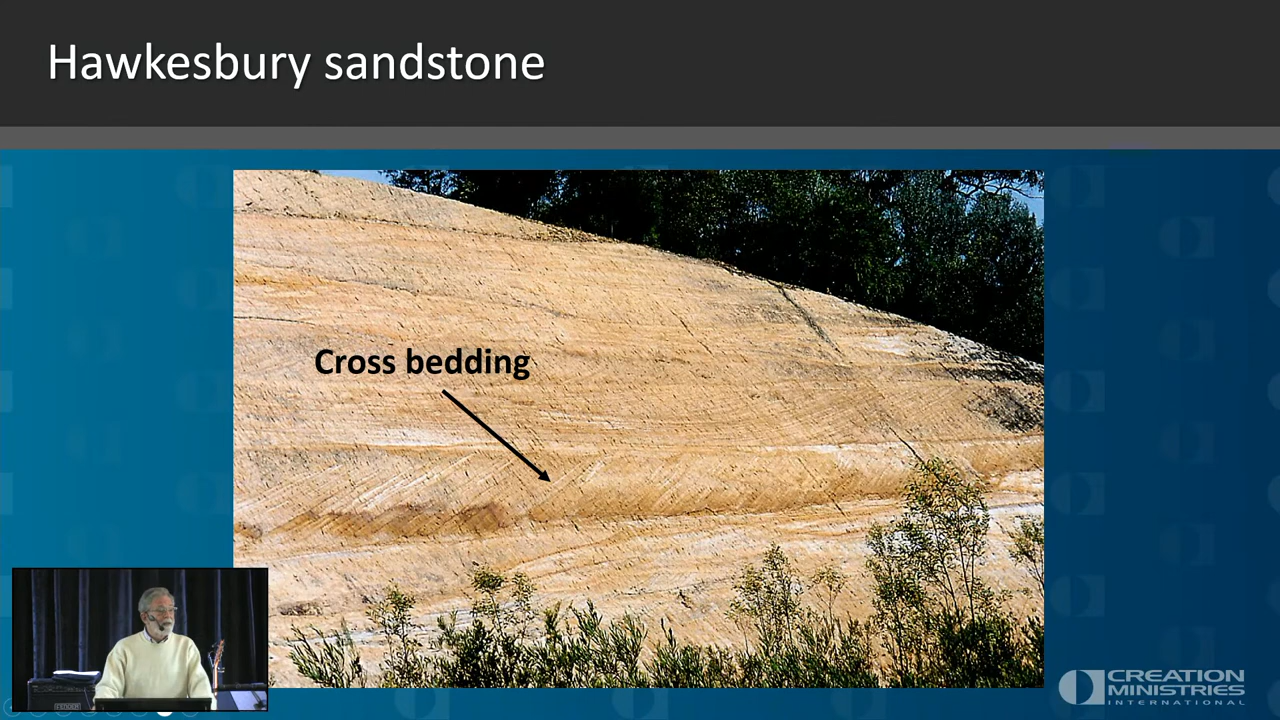 Hawkesbury sandstone
Cross bedding
CREATION
MINISTRIES
INTERNATIONAL